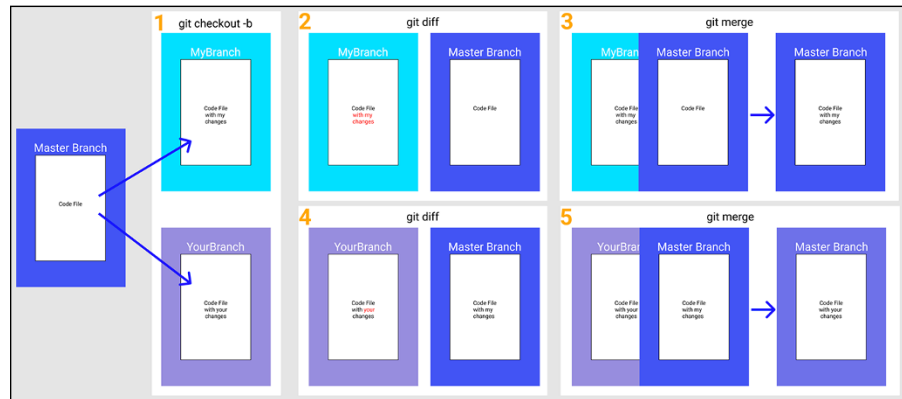 1
git checkout -b
MyBranch
Code File
with my
changes
Master Branch
Code File
YourBranch
Code File
with your
changes
2
git diff
MyBranch
Code File
with my
changes
Master Branch
Code File
3
git merge
MyBran
Code File
with my
changes
Master Branch
Code File
Master Branch
Code File
with my
changes
4
git diff
YourBranch
Code File
with your
changes
Master Branch
Code File
with my
changes
5
git merge
YourBran
Code File
with your
changes
Master Branch
Code File
with my
changes
Master Branch
Code File
with your
changes